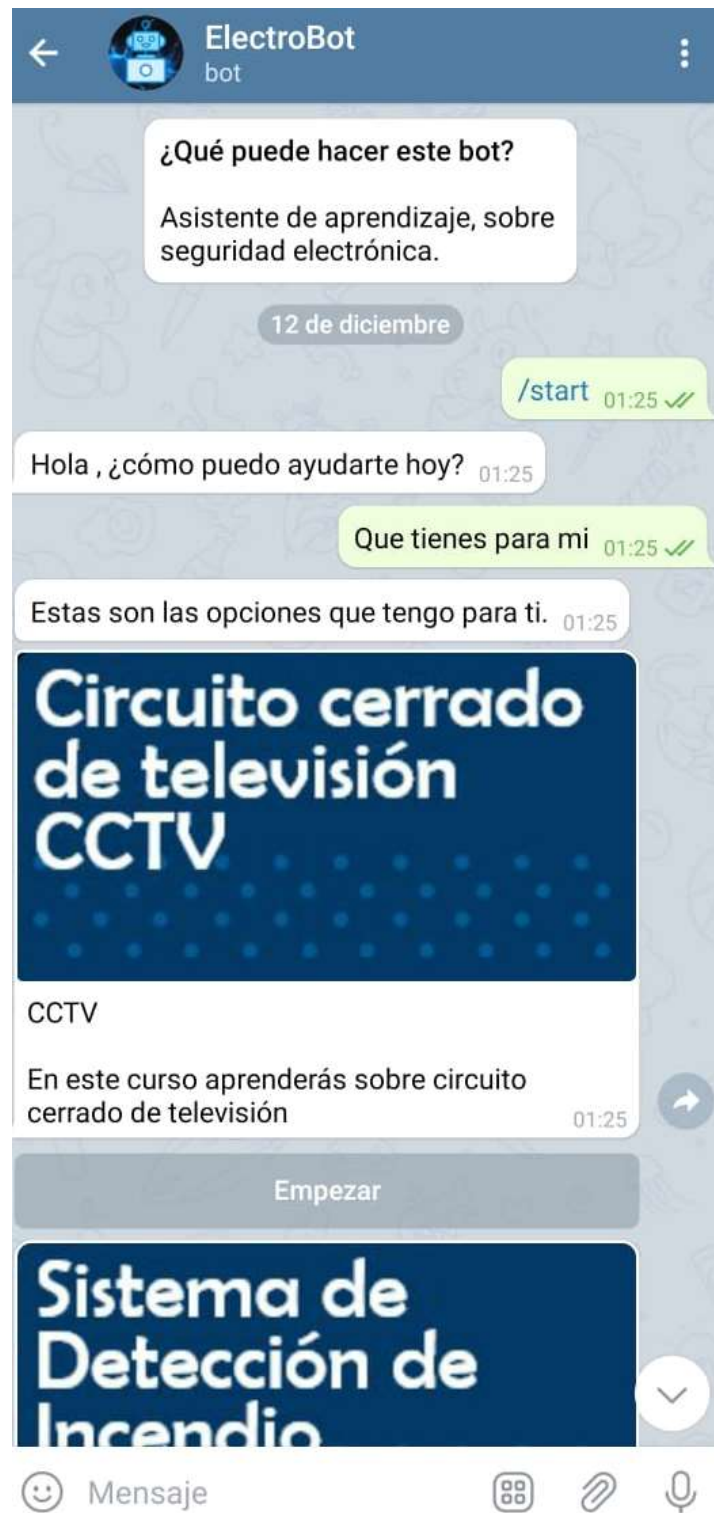 ElectroBot
bot
¿Qué puede hacer este bot?
Asistente de aprendizaje, sobre
seguridad electrónica.
12 de diciembre
/start 01:25
Hola , ¿cómo puedo ayudarte hoy? 01:25
Que tienes para mi 01:25
Estas son las opciones que tengo para ti. 01:25
Circuito cerrado
de televisión
CCTV
CCTV
En este curso aprenderás sobre circuito
cerrado de televisión 01:25
Empezar
Sistema de
Detección de
Incendio
Mensaje